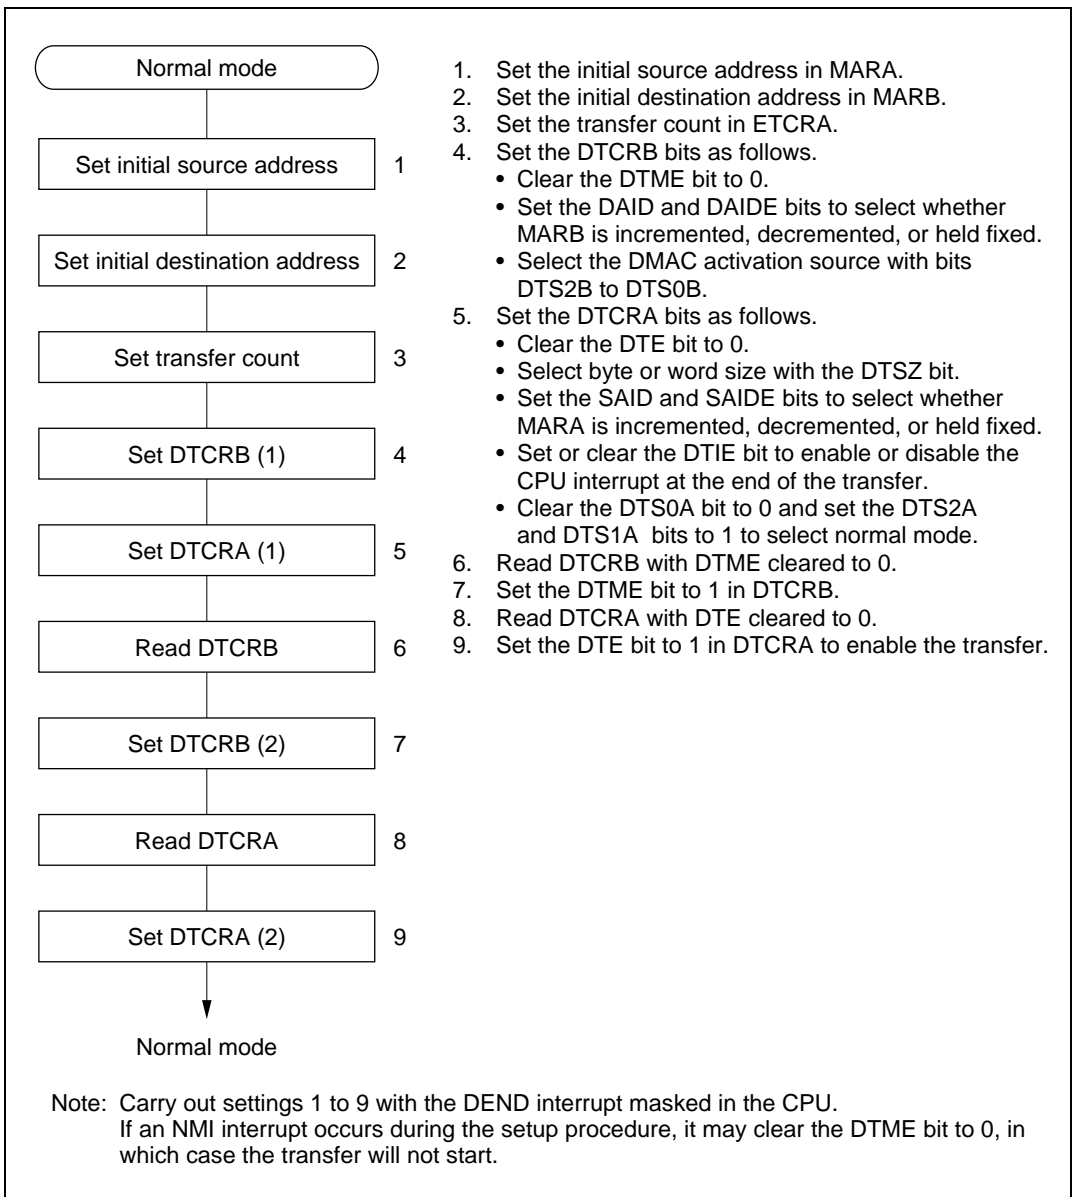 Normal mode
Set initial source address 1
Set initial destination address 2
Set transfer count 3
Set DTCRB (1) 4
Set DTCRA (1) 5
Read DTCRB 6
Set DTCRB (2) 7
Read DTCRA 8
Set DTCRA (2) 9
Normal mode
1. Set the initial source address in MARA.
2. Set the initial destination address in MARB.
3. Set the transfer count in ETCRA.
4. Set the DTCRB bits as follows.
• Clear the DTME bit to 0.
• Set the DAID and DAIDE bits to select whether
MARB is incremented, decremented, or held fixed.
• Select the DMAC activation source with bits
DTS2B to DTS0B.
5. Set the DTCRA bits as follows.
• Clear the DTE bit to 0.
• Select byte or word size with the DTSZ bit.
• Set the SAID and SAIDE bits to select whether
MARA is incremented, decremented, or held fixed.
• Set or clear the DTIE bit to enable or disable the
CPU interrupt at the end of the transfer.
• Clear the DTS0A bit to 0 and set the DTS2A
and DTS1A bits to 1 to select normal mode.
6. Read DTCRB with DTME cleared to 0.
7. Set the DTME bit to 1 in DTCRB.
8. Read DTCRA with DTE cleared to 0.
9. Set the DTE bit to 1 in DTCRA to enable the transfer.
Note: Carry out settings 1 to 9 with the DEND interrupt masked in the CPU.
If an NMI interrupt occurs during the setup procedure, it may clear the DTME bit to 0, in
which case the transfer will not start.